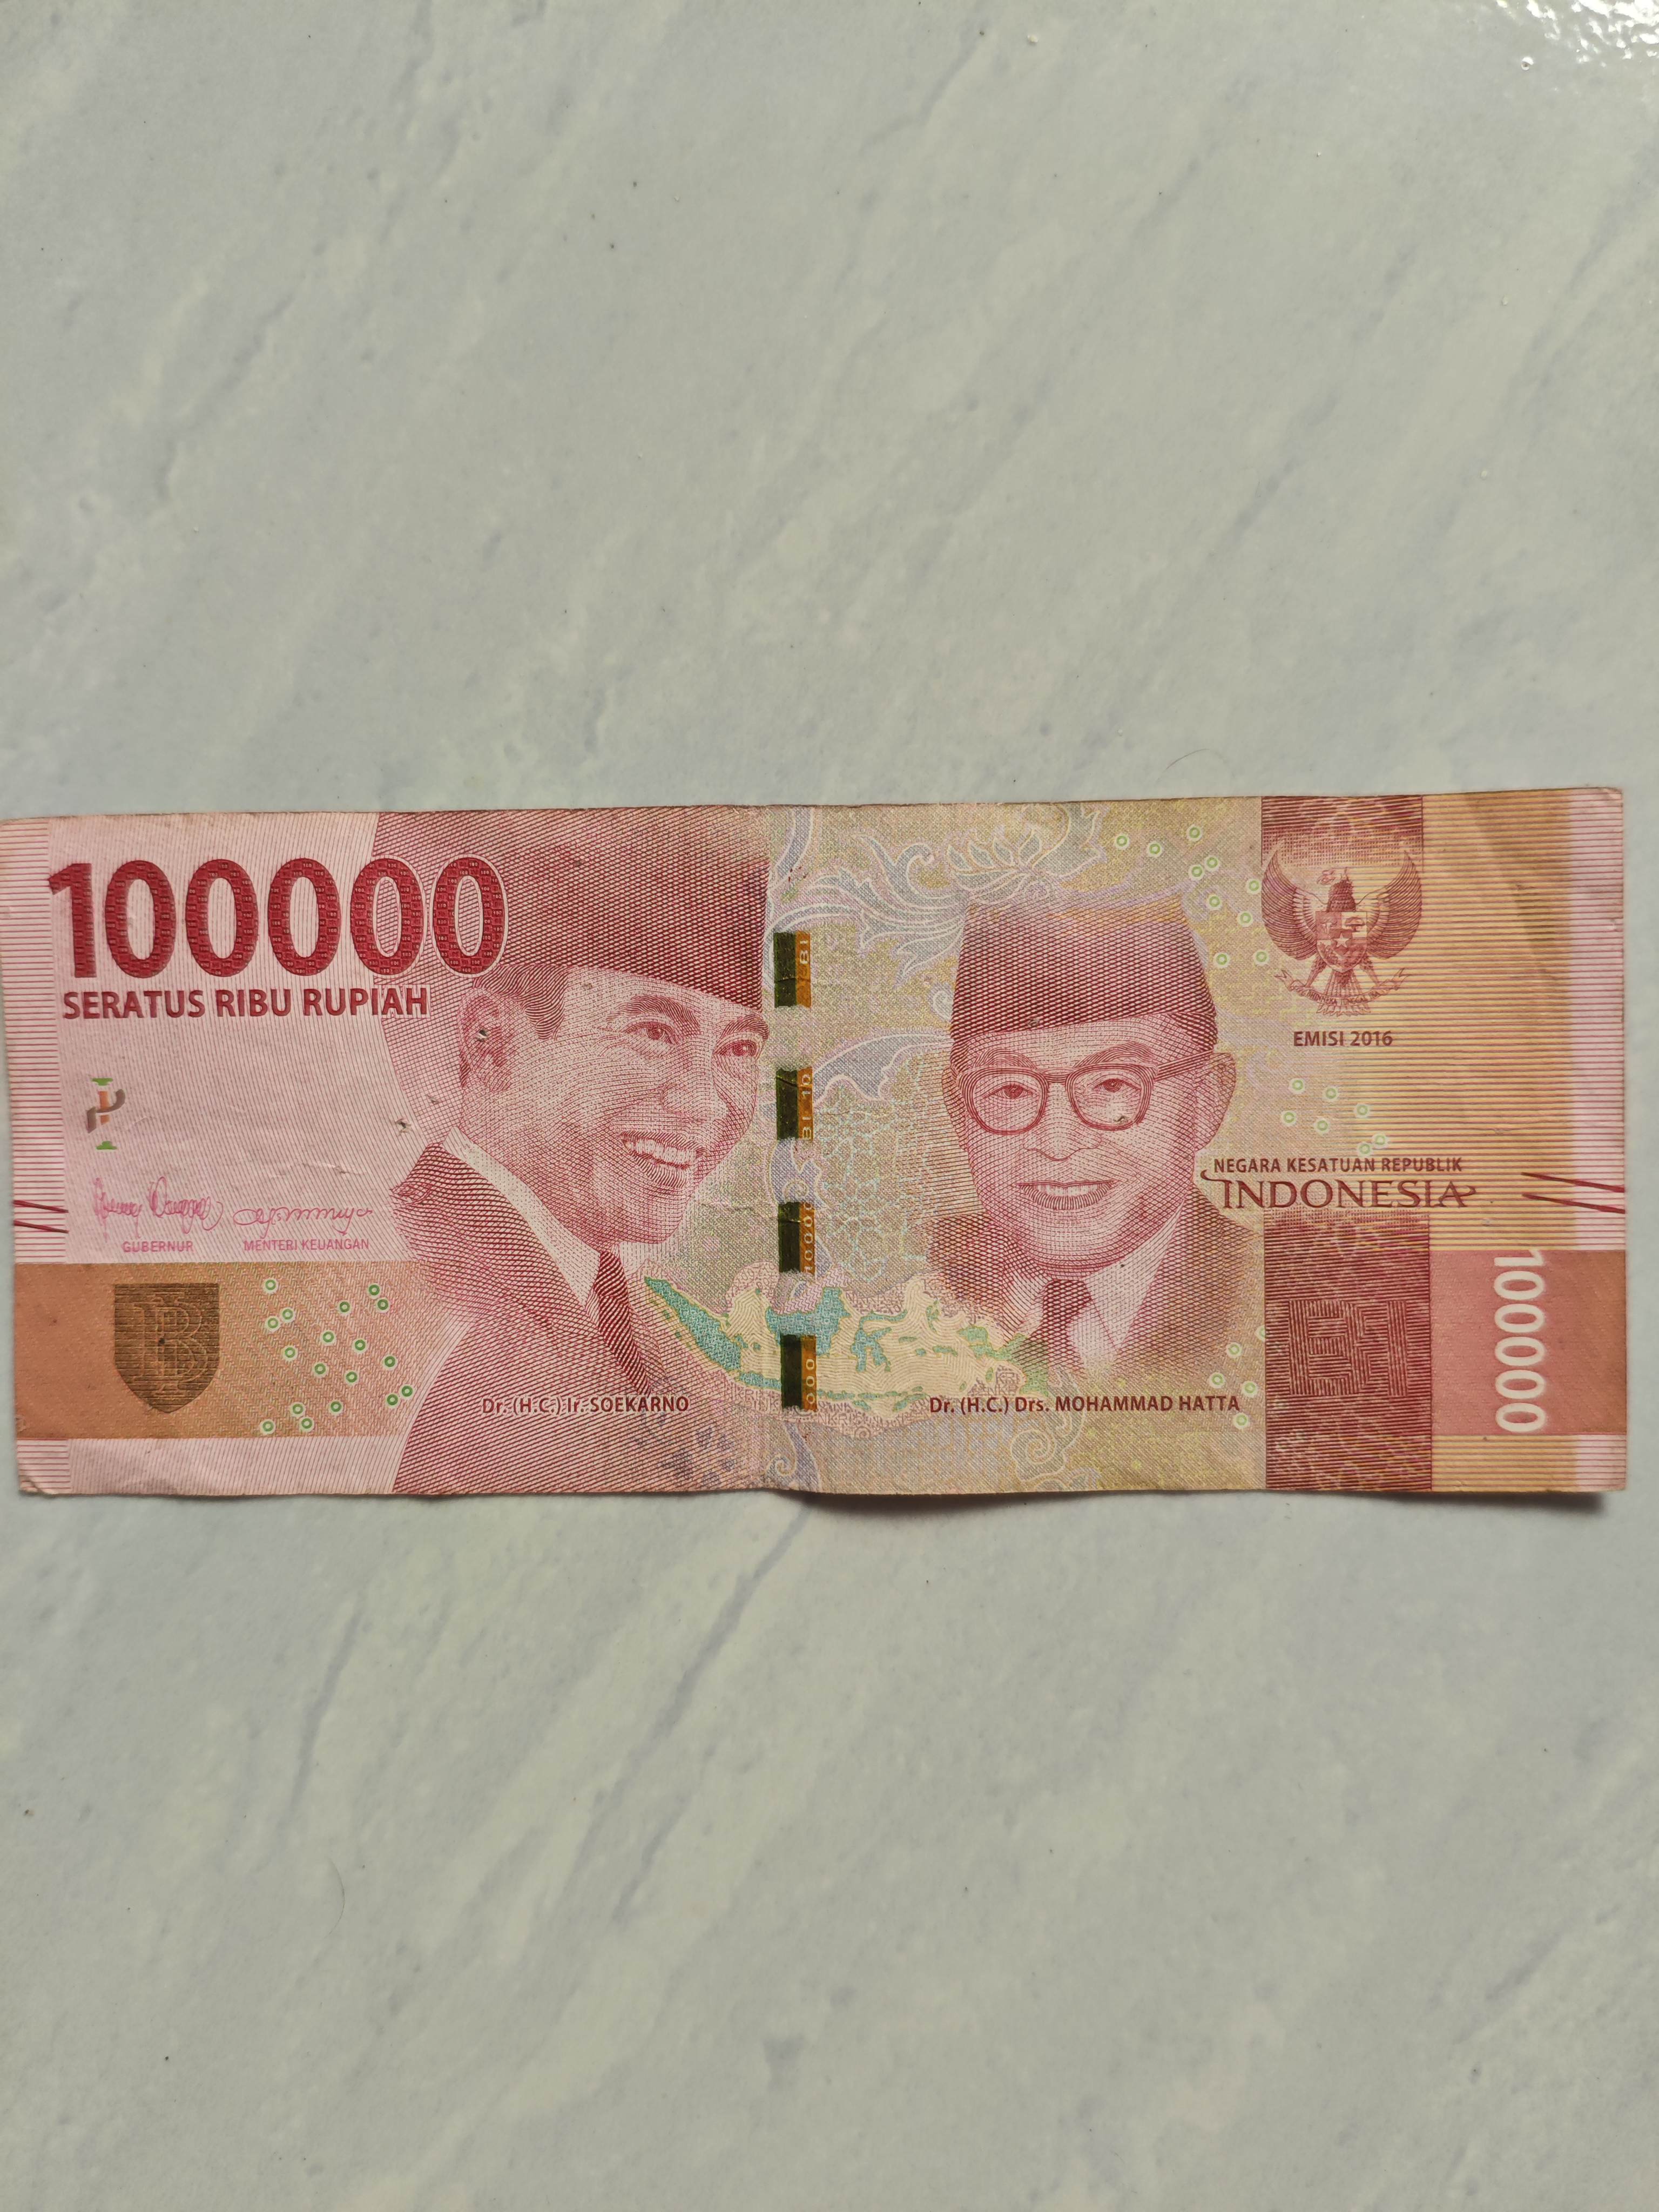 100000
SERATUS RIBU RUPIAH
EMISI 2016
NEGARA KESATUAN REPUBLIK
INDONESIA
GUBERNUR
MENTERI KEUANGAN
Dr. (H.C.) Ir. SOEKARNO
Dr. (H.C.) Drs. MOHAMMAD HATTA
100000